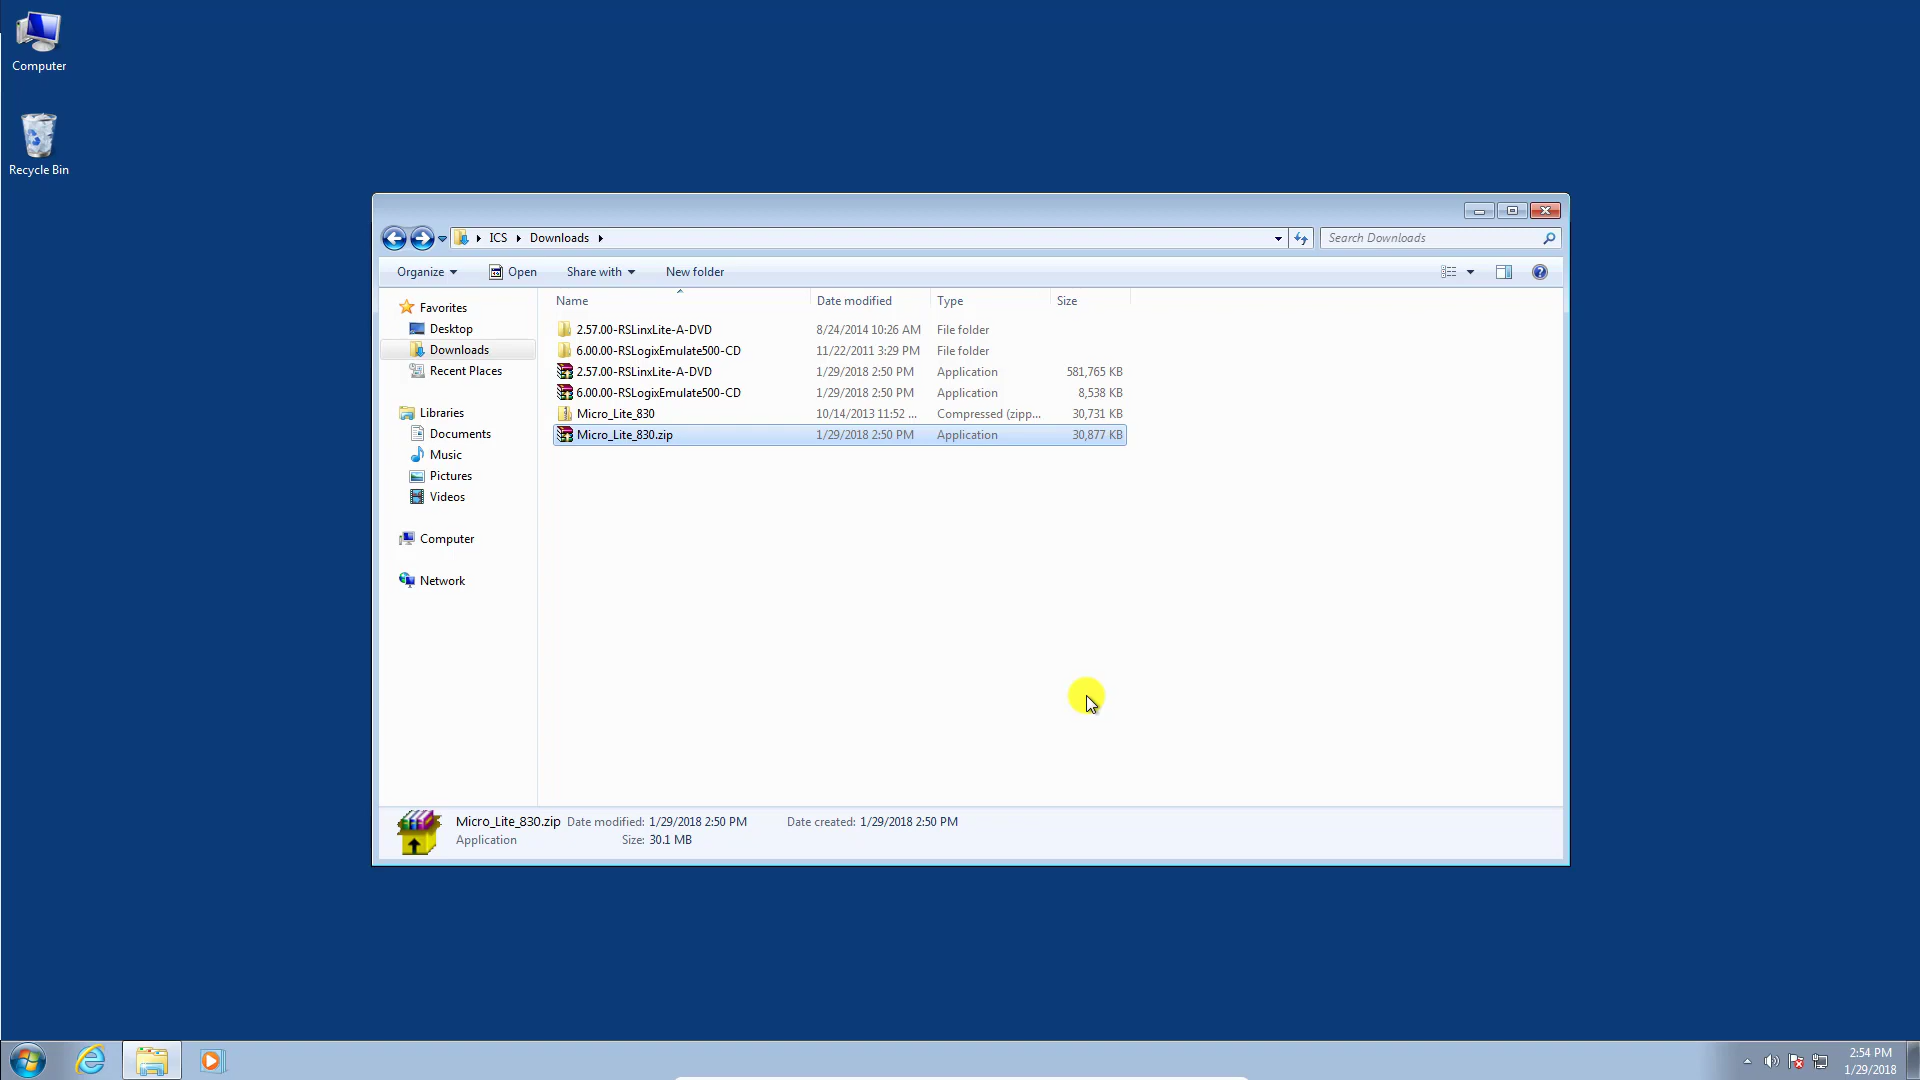 Computer
Recycle Bin
ICS Downloads
Search Downloads
Organize Open Share with New folder
Name Date modified Type Size
Favorites
Desktop
Downloads
Recent Places
Libraries
Documents
Music
Pictures
Videos
Computer
Network
2.57.00-RSLinxLite-A-DVD 8/24/2014 10:26 AM File folder
6.00.00-RSLogixEmulate500-CD 11/22/2011 3:29 PM File folder
2.57.00-RSLinxLite-A-DVD 1/29/2018 2:50 PM Application 581,765 KB
6.00.00-RSLogixEmulate500-CD 1/29/2018 2:50 PM Application 8,538 KB
Micro_Lite_830 10/14/2013 11:52 ... Compressed (zipp... 30,731 KB
Micro_Lite_830.zip 1/29/2018 2:50 PM Application 30,877 KB
Micro_Lite_830.zip Date modified: 1/29/2018 2:50 PM Date created: 1/29/2018 2:50 PM
Application Size: 30.1 MB
2:54 PM
1/29/2018